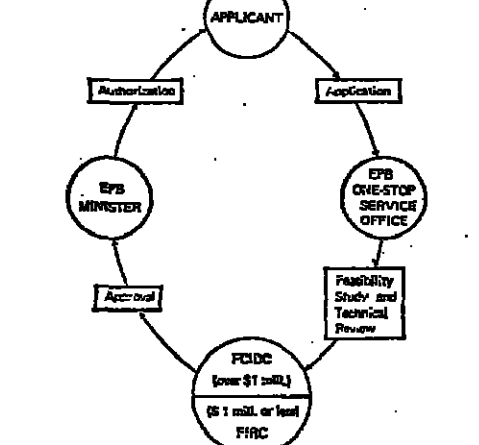 APPLICANT
Authorization
Application
EPB
MINISTER
EPB
ONE-STOP
SERVICE
OFFICE
Approval
Feasibility
Study and
Technical
Review
FCIDC
(over $1 mill.)
($ 1 mill. or less)
FIRC